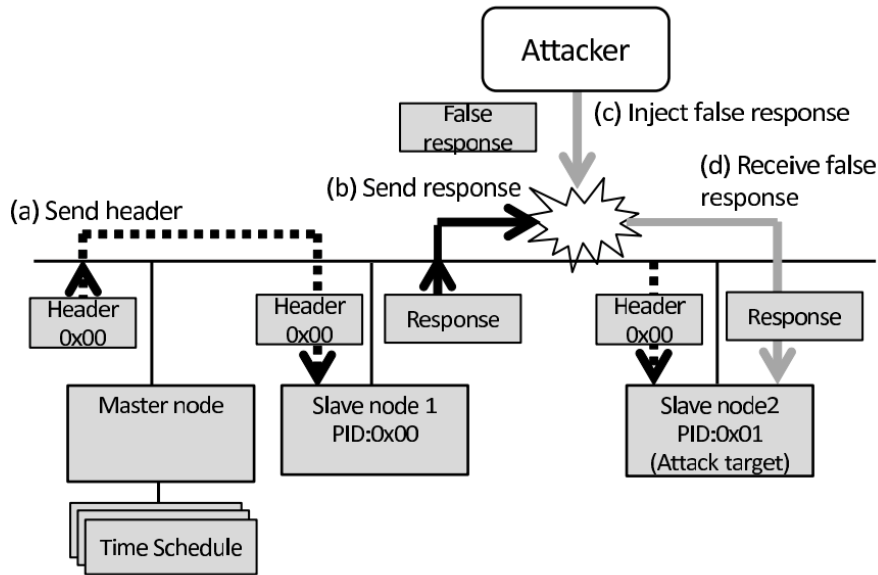 Attacker
False
response
(c) Inject false response
(d) Receive false
response
(b) Send response
(a) Send header
Header
0x00
Header
0x00
Response
Header
0x00
Response
Master node
Slave node 1
PID:0x00
Slave node2
PID:0x01
(Attack target)
Time Schedule